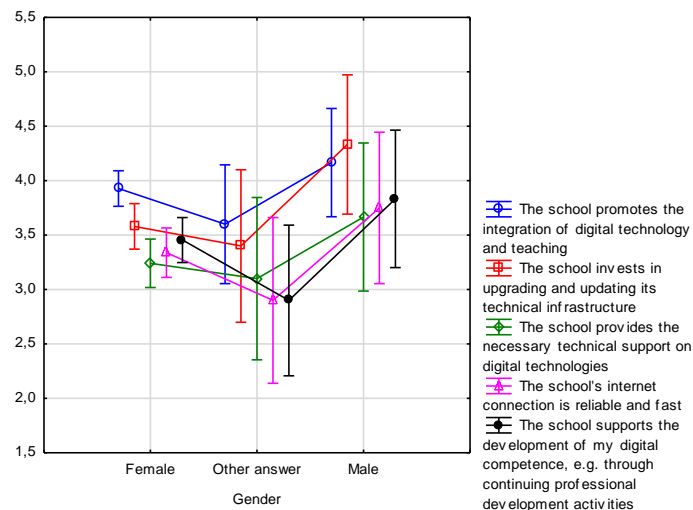 5,5
5,0
4,5
4,0
3,5
3,0
2,5
2,0
1,5
Female Other answer Male
Gender
The school promotes the
integration of digital technology
and teaching
The school invests in
upgrading and updating its
technical infrastructure
The school provides the
necessary technical support on
digital technologies
The school's internet
connection is reliable and fast
The school supports the
development of my digital
competence, e.g. through
continuing professional
development activities